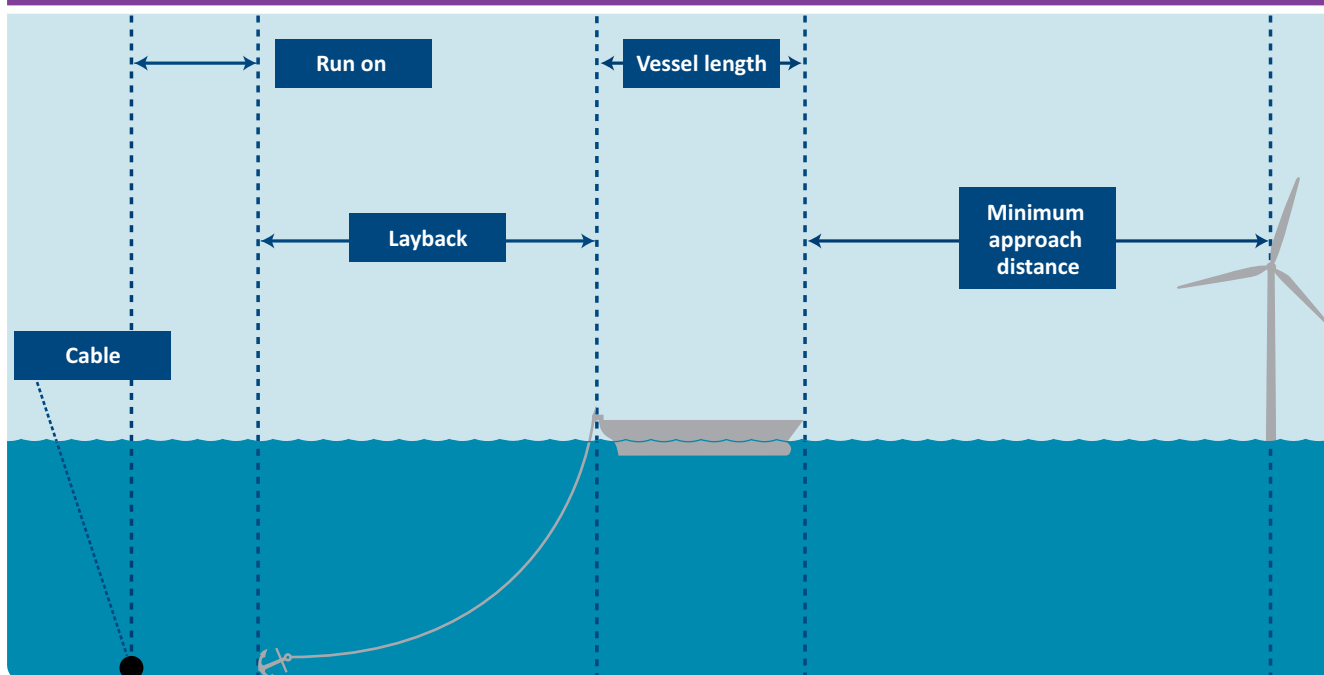 Run on
Vessel length
Layback
Minimum
approach
distance
Cable